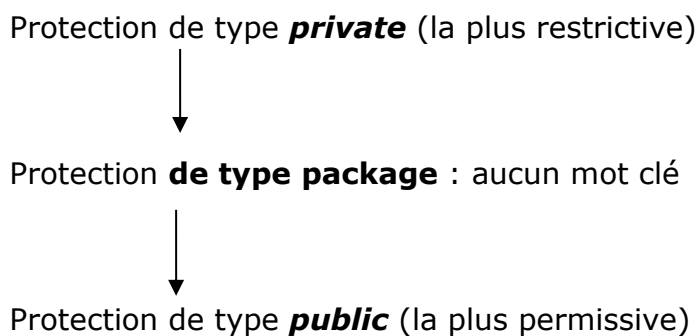 Protection de type private (la plus restrictive)
Protection de type package : aucun mot clé
Protection de type public (la plus permissive)